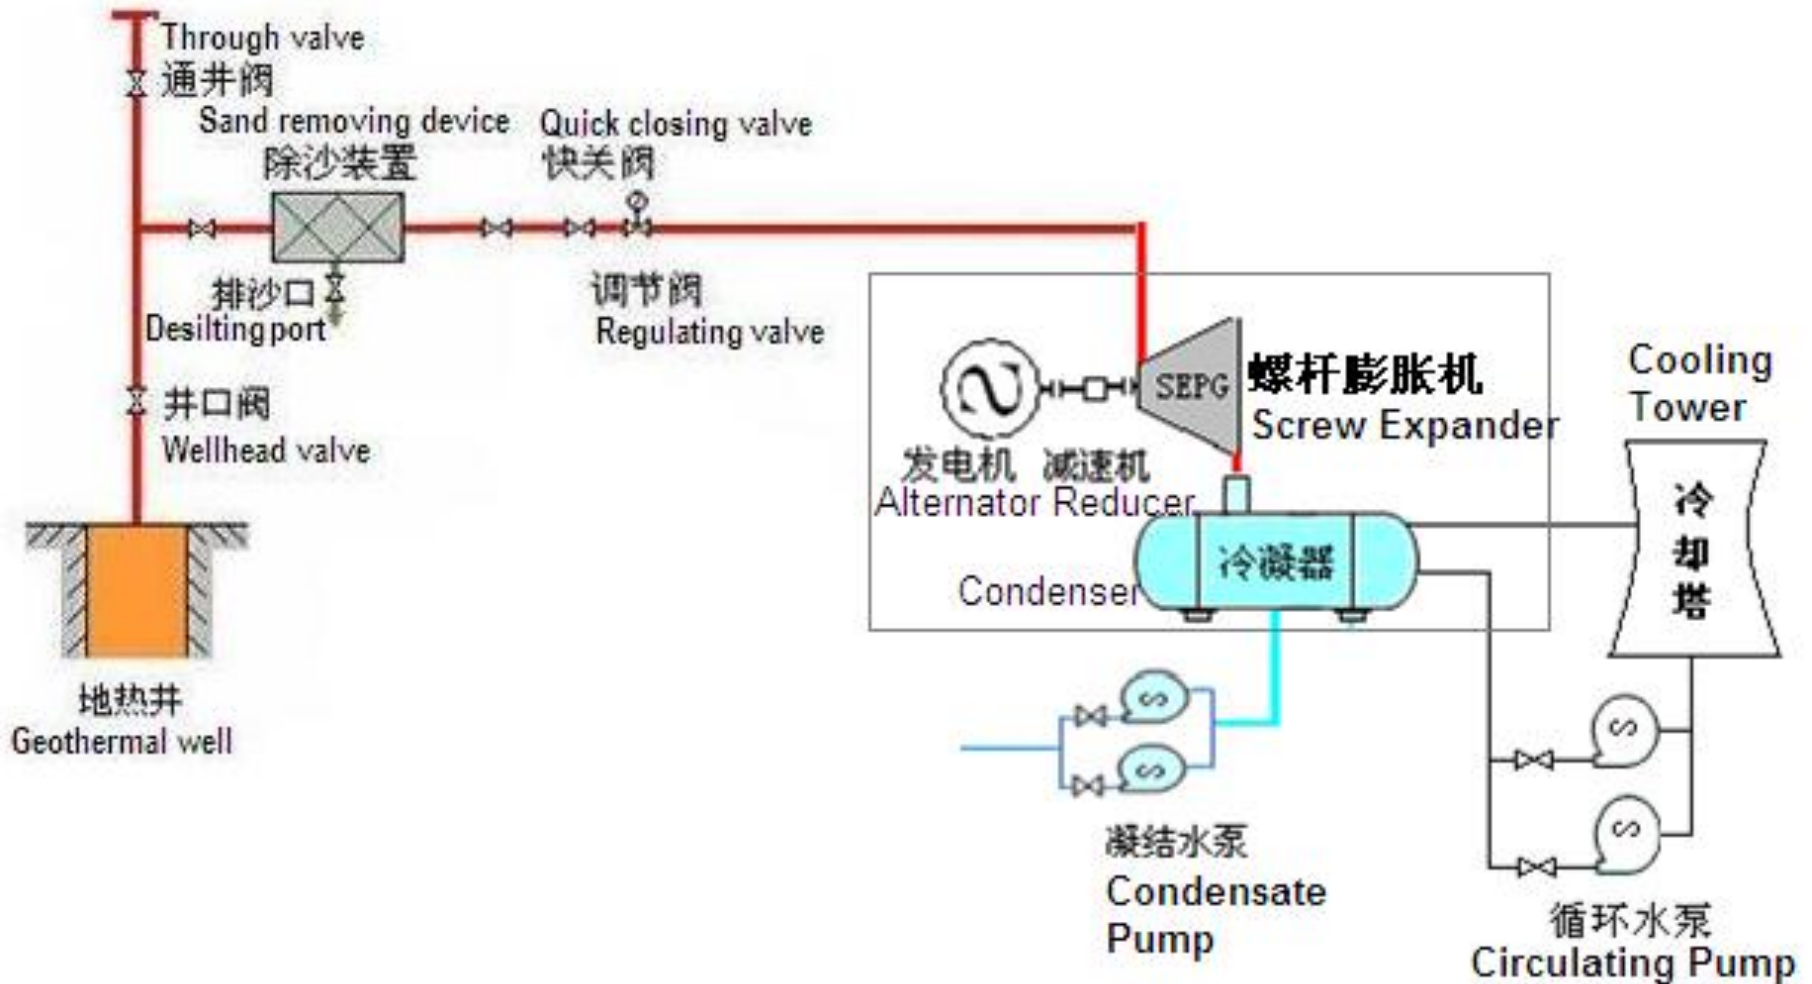 Through valve
通井阀
Sand removing device
除沙装置
Quick closing valve
快关阀
排沙口
Desilting port
调节阀
Regulating valve
井口阀
Wellhead valve
地热井
Geothermal well
SEPG
螺杆膨胀机
Screw Expander
发电机 减速机
Alternator Reducer
冷凝器
Condenser
Cooling
Tower
冷
却
塔
S
S
凝结水泵
Condensate
Pump
S
S
循环水泵
Circulating Pump